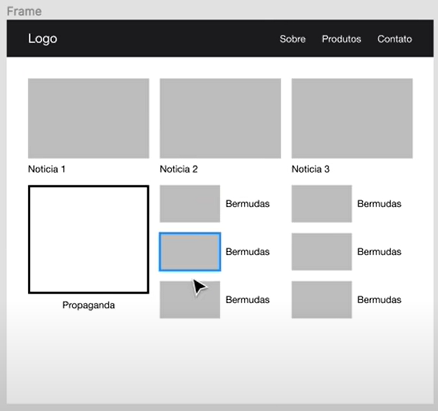 Frame
Logo
Sobre Produtos Contato
Noticia 1
Noticia 2
Noticia 3
Bermudas
Bermudas
Bermudas
Bermudas
Propaganda
Bermudas
Bermudas